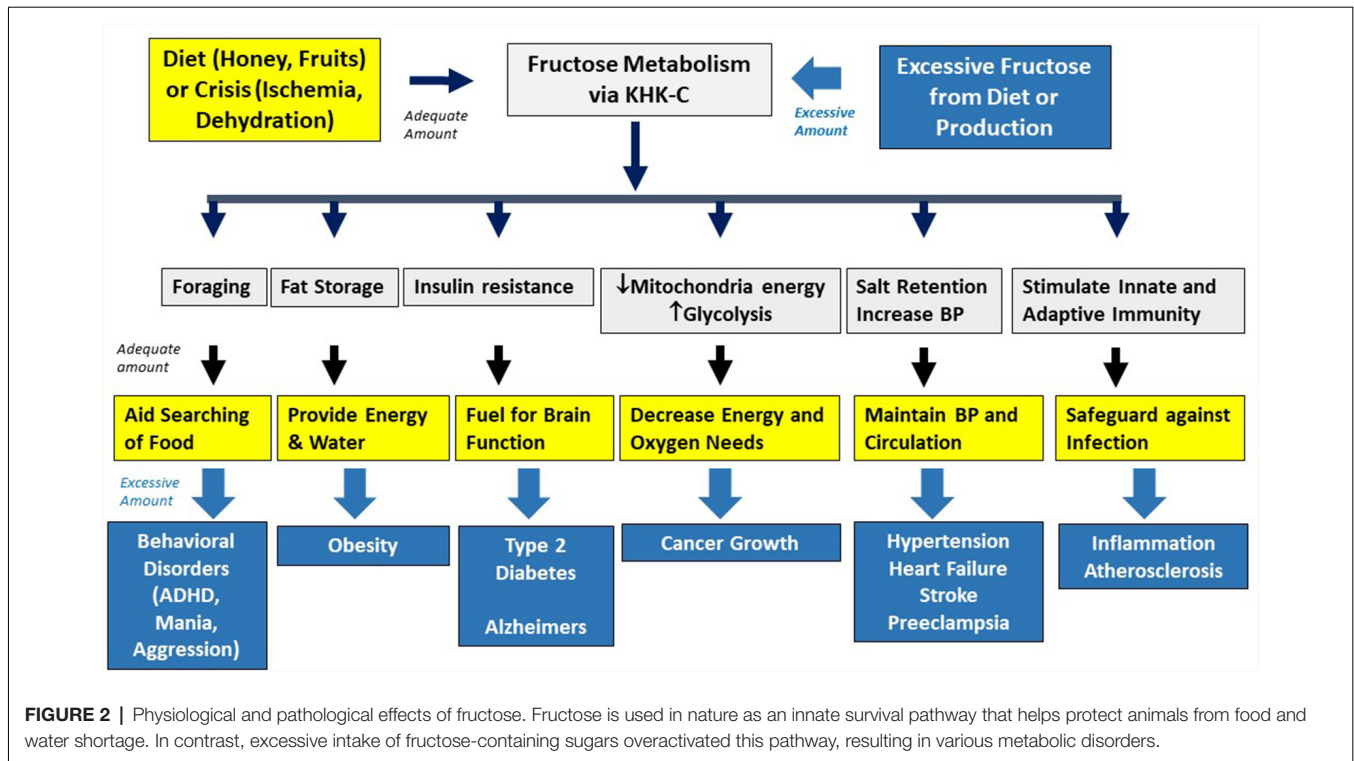 Diet (Honey, Fruits)
or Crisis (Ischemia,
Dehydration)
Adequate
Amount
Fructose Metabolism
via KHK-C
Excessive
Amount
Excessive Fructose
from Diet or
Production
Foraging
Fat Storage
Insulin resistance
↓Mitochondria energy
↑Glycolysis
Salt Retention
Increase BP
Stimulate Innate and
Adaptive Immunity
Adequate
amount
Aid Searching
of Food
Provide Energy
& Water
Fuel for Brain
Function
Decrease Energy and
Oxygen Needs
Maintain BP and
Circulation
Safeguard against
Infection
Excessive
Amount
Behavioral
Disorders
(ADHD,
Mania,
Aggression)
Obesity
Type 2
Diabetes
Alzheimers
Cancer Growth
Hypertension
Heart Failure
Stroke
Preeclampsia
Inflammation
Atherosclerosis
FIGURE 2 | Physiological and pathological effects of fructose. Fructose is used in nature as an innate survival pathway that helps protect animals from food and
water shortage. In contrast, excessive intake of fructose-containing sugars overactivated this pathway, resulting in various metabolic disorders.